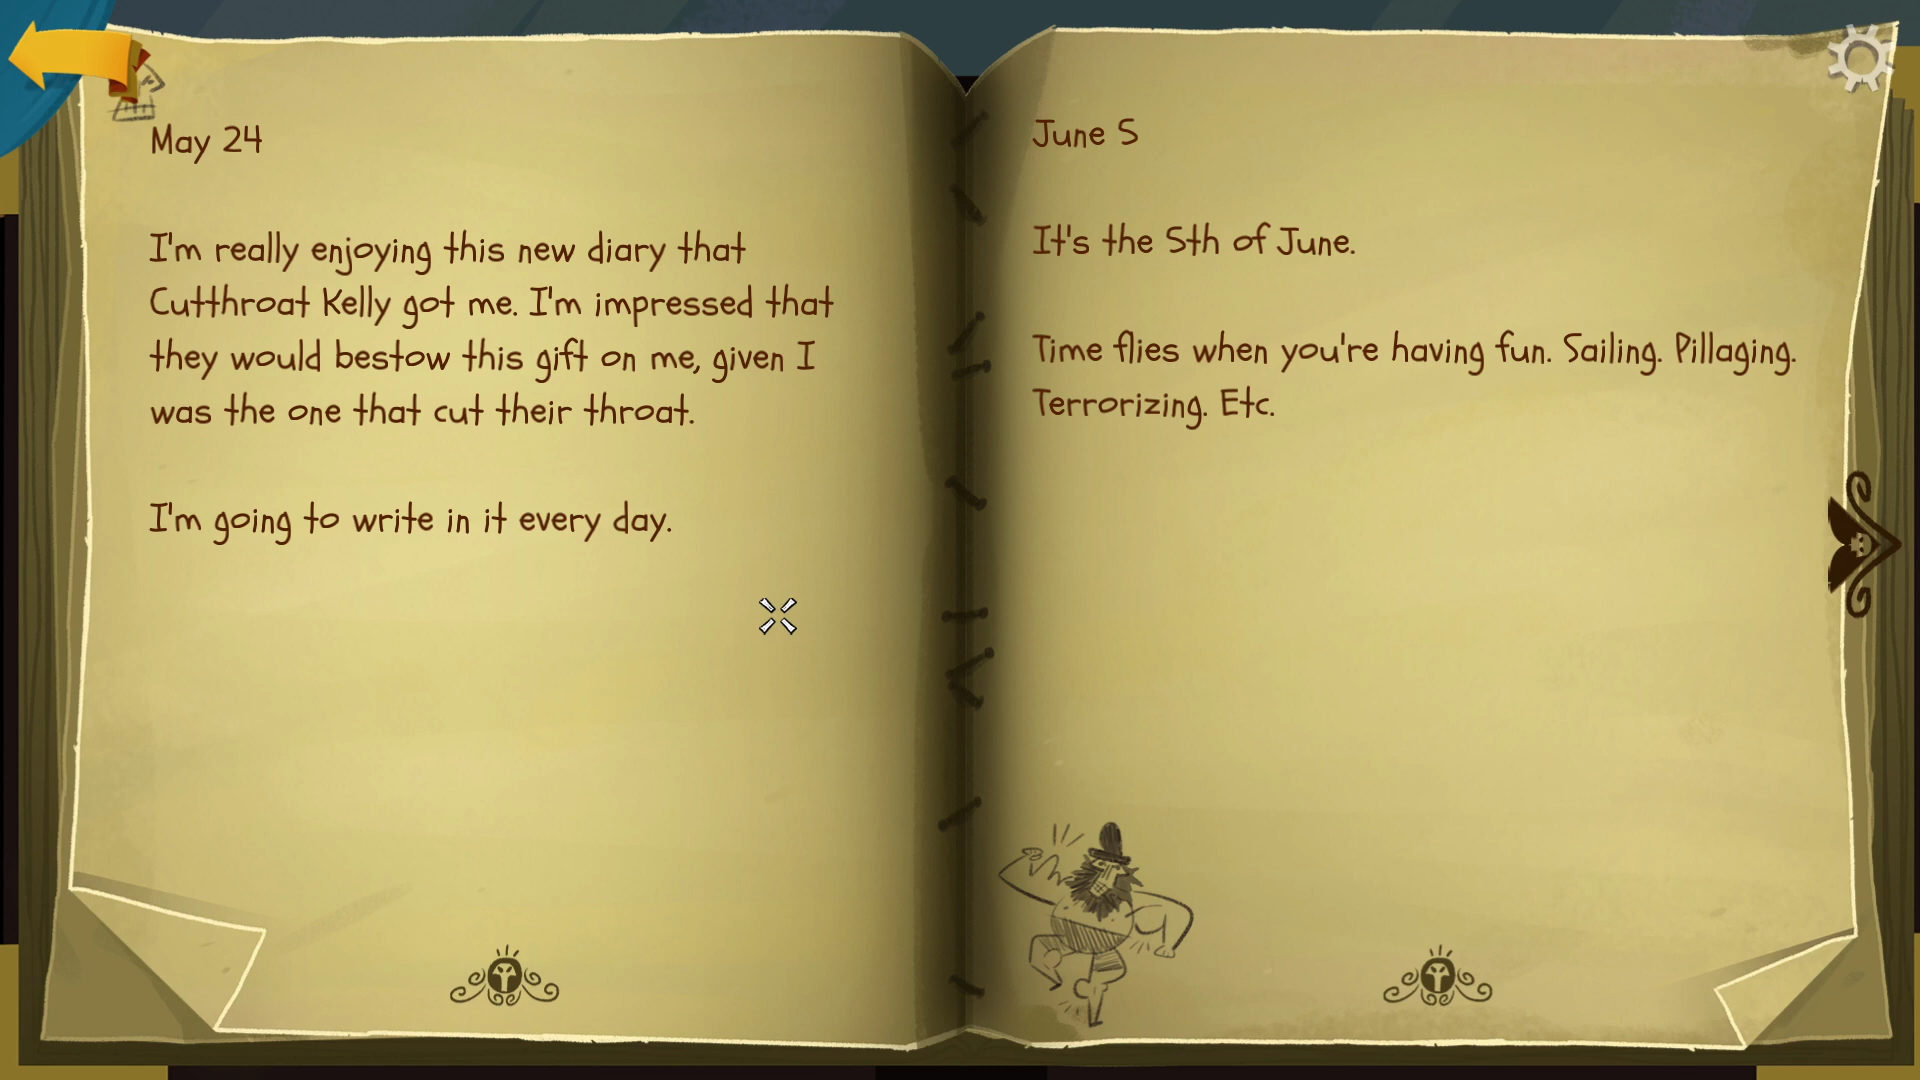 May 24
I'm really enjoying this new diary that
Cutthroat Kelly got me. I'm impressed that
they would bestow this gift on me, given I
was the one that cut their throat.
I'm going to write in it every day.
June 5
It's the 5th of June.
Time flies when you're having fun. Sailing. Pillaging.
Terrorizing. Etc.